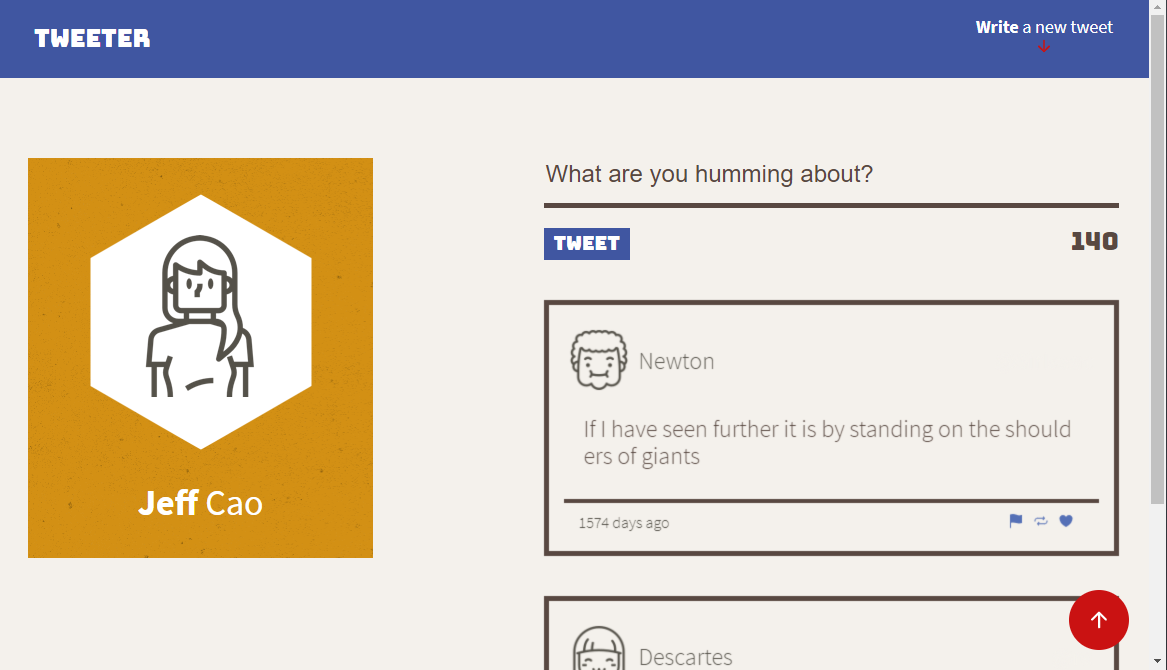 TWEETER
Write a new tweet
Jeff Cao
What are you humming about?
TWEET
140
Newton
If I have seen further it is by standing on the should
ers of giants
1574 days ago
Descartes